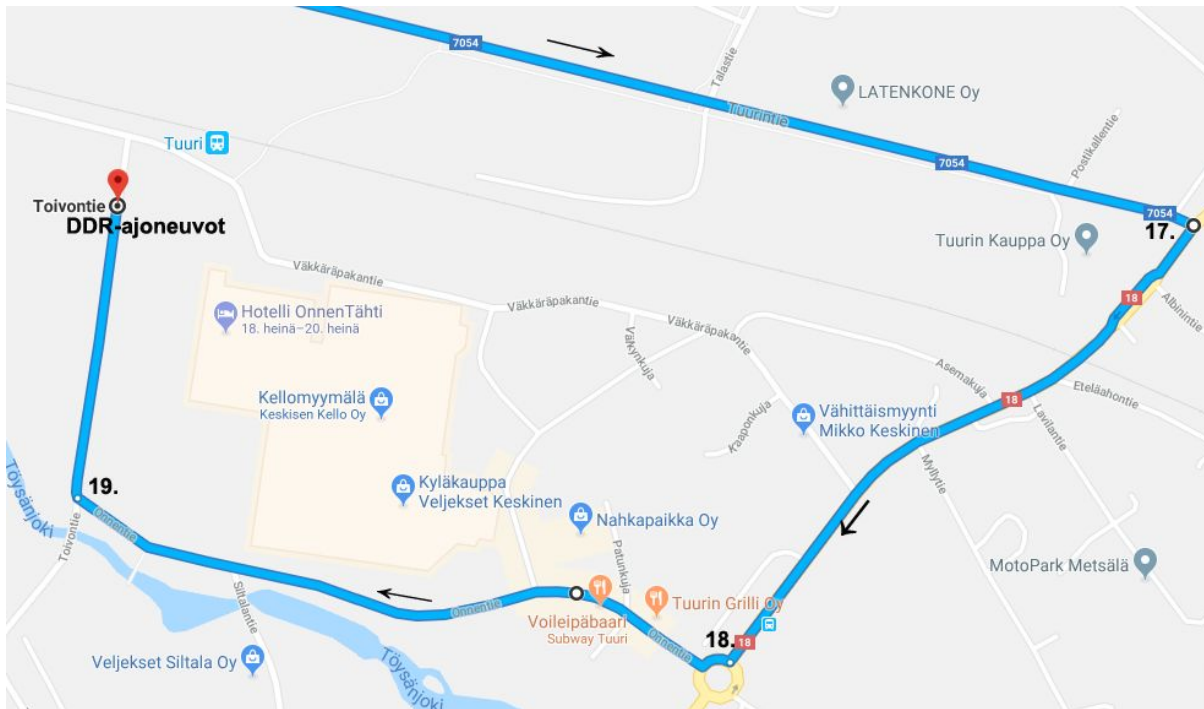 7054
Talastie
LATENKONE Oy
Tuurintie
Tuuri
7054
Postikallentie
Toivontie
DDR-ajoneuvot
7054
17.
Tuurin Kauppa Oy
Väkkäräpakantie
18
Albinintie
Hotelli OnnenTähti
18. heinä–20. heinä
Väkkäräpakantie
Väkkäräpakantie
Välkynkuja
Asemakuja
Eteläahontie
Kellomyymälä
Keskisen Kello Oy
18
Kaaponkuja
Vähittäismyynti
Mikko Keskinen
Lavilantie
Myllytie
Töysänjoki
19.
Kyläkauppa
Veljekset Keskinen
Onnentie
Nahkapaikka Oy
Toivontie
Patunkuja
MotoPark Metsälä
Siltalantie
Onnentie
Voileipäbaari
Subway Tuuri
Tuurin Grilli Oy
Onnentie
18.
18
Veljekset Siltala Oy
Töysänjoki